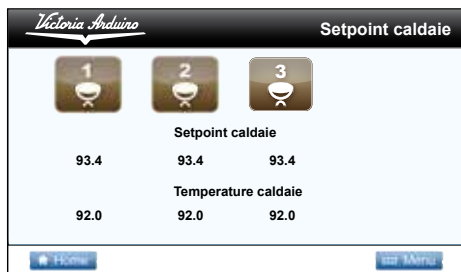 Victoria Arduino
Setpoint caldaie
1 2 3
Setpoint caldaie
93.4 93.4 93.4
Temperature caldaie
92.0 92.0 92.0
Home Menu